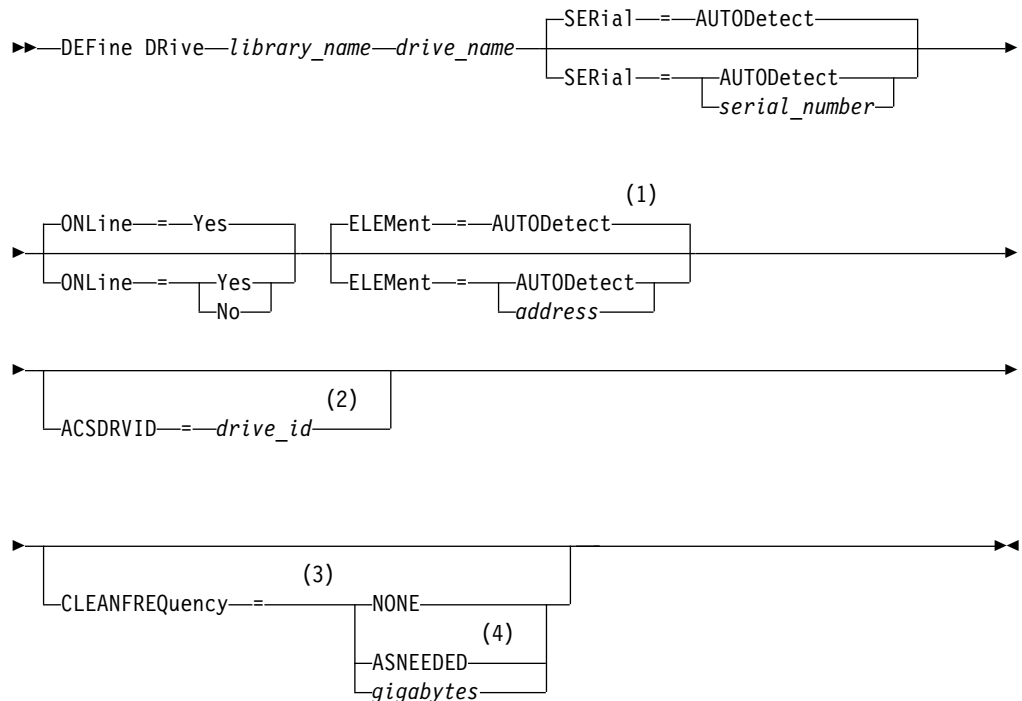 SERial = AUTODetect
DEFine DRive library_name drive_name
SERial = AUTODetect
serial_number
(1)
ONLine = Yes ELEMent = AUTODetect
ONLine = Yes ELEMent = AUTODetect
No address
(2)
ACSDRVID = drive_id
(3)
CLEANFREQuency = NONE
(4)
ASNEEDED
gigabytes